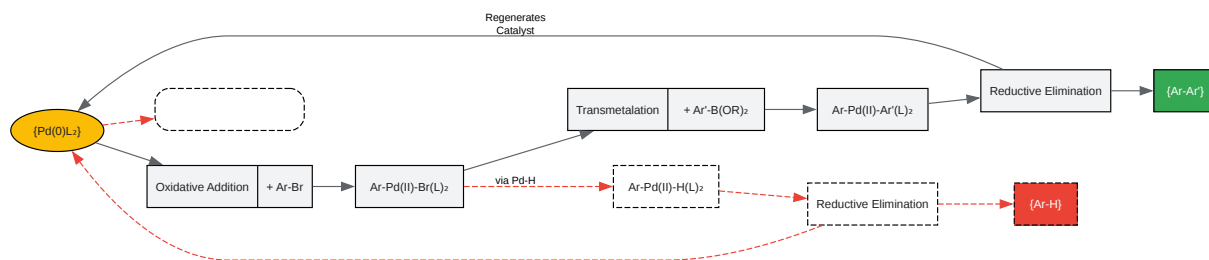 Regenerates
Catalyst
{Pd(0)L₂}
Oxidative Addition
+ Ar-Br
Ar-Pd(II)-Br(L)₂
Transmetalation
+ Ar'-B(OR)₂
Ar-Pd(II)-Ar'(L)₂
Reductive Elimination
{Ar-Ar'}
via Pd-H
Ar-Pd(II)-H(L)₂
Reductive Elimination
{Ar-H}